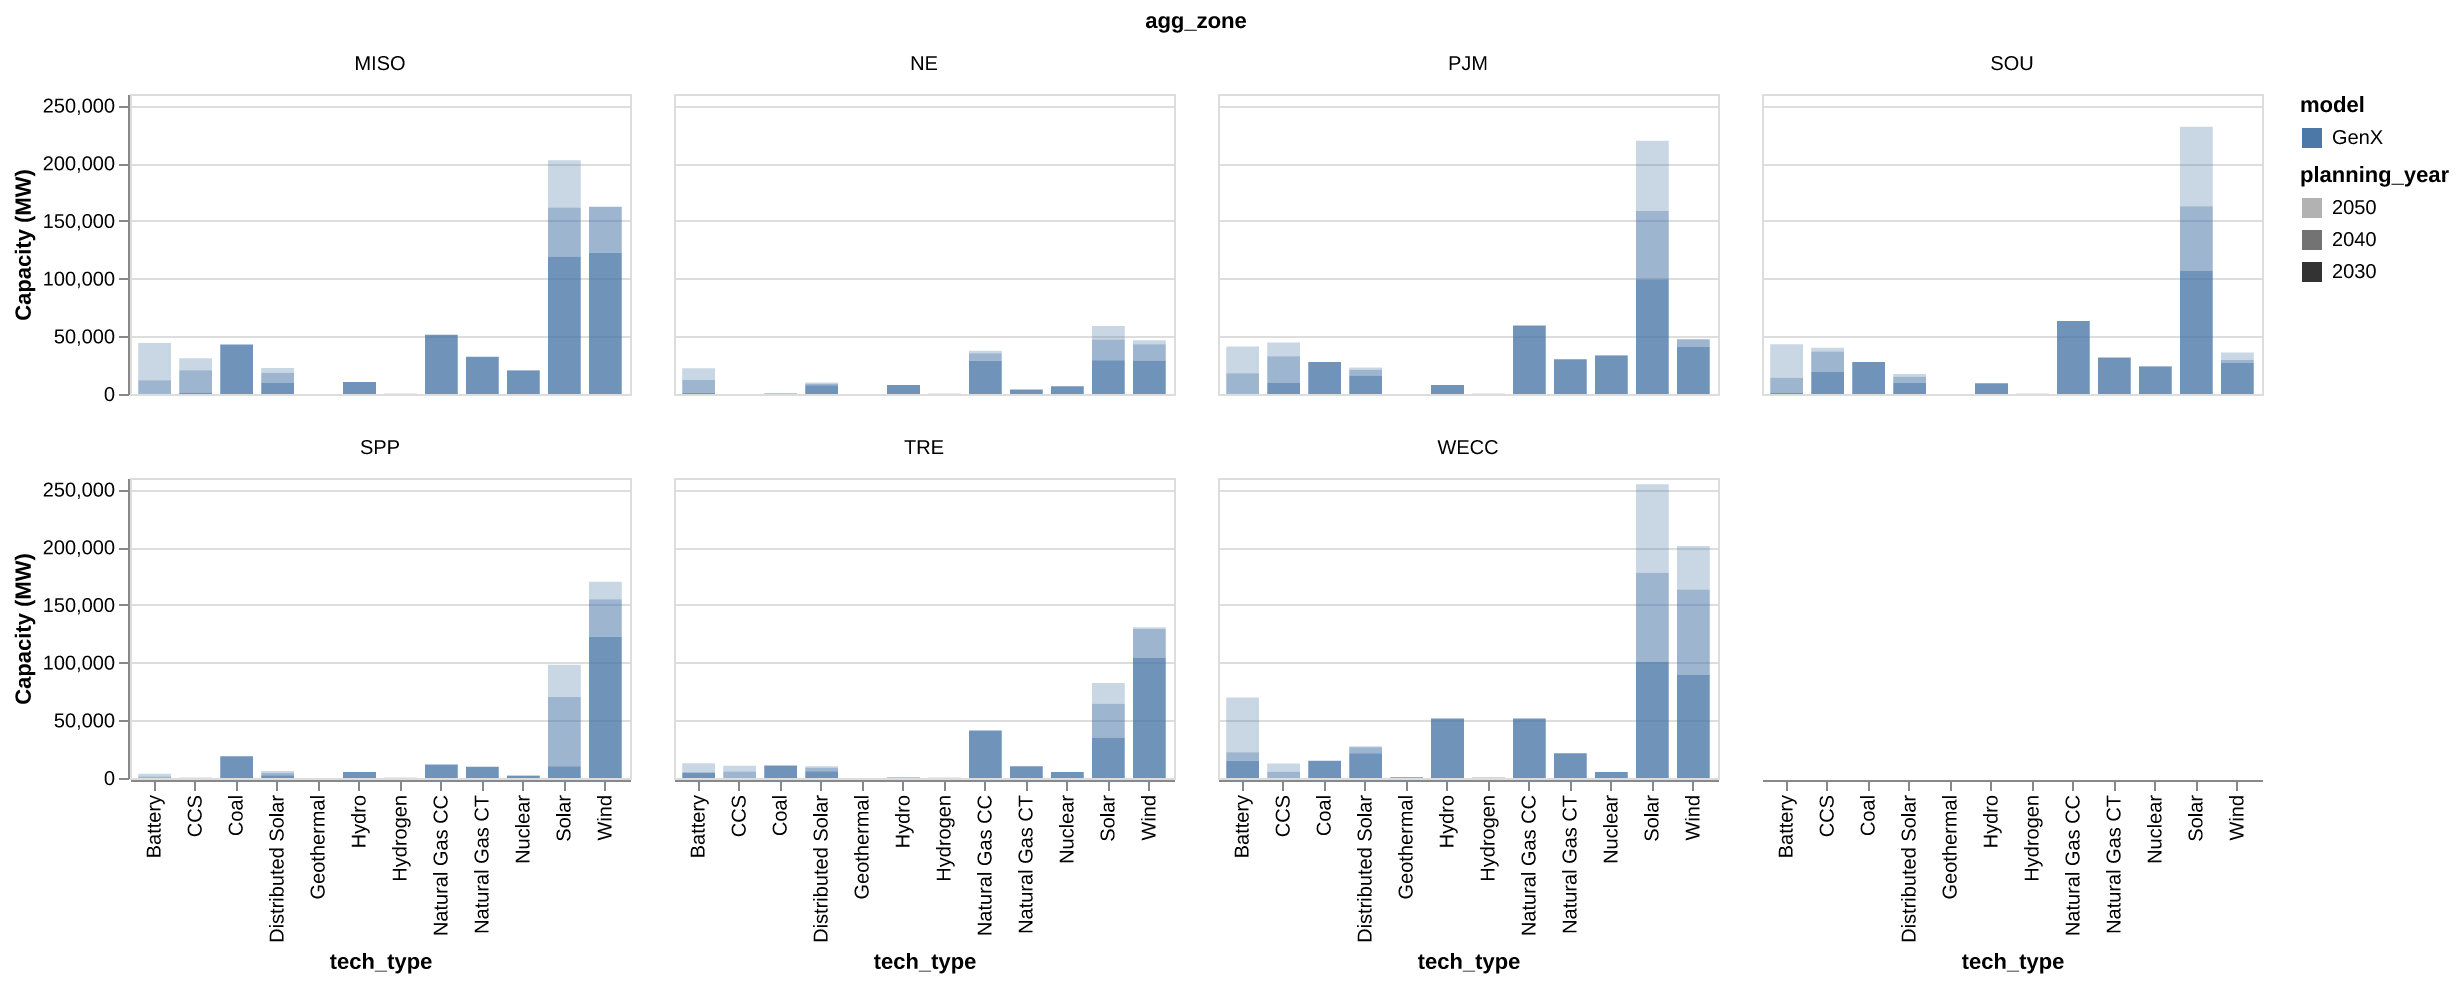 agg_zone
MISO
NE
PJM
SOU
250,000
200,000
150,000
100,000
50,000
0
Capacity (MW)
model
GenX
planning_year
2050
2040
2030
SPP
TRE
WECC
250,000
200,000
150,000
100,000
50,000
0
Capacity (MW)
Battery
CCS
Coal
Distributed Solar
Geothermal
Hydro
Hydrogen
Natural Gas CC
Natural Gas CT
Nuclear
Solar
Wind
Battery
CCS
Coal
Distributed Solar
Geothermal
Hydro
Hydrogen
Natural Gas CC
Natural Gas CT
Nuclear
Solar
Wind
Battery
CCS
Coal
Distributed Solar
Geothermal
Hydro
Hydrogen
Natural Gas CC
Natural Gas CT
Nuclear
Solar
Wind
Battery
CCS
Coal
Distributed Solar
Geothermal
Hydro
Hydrogen
Natural Gas CC
Natural Gas CT
Nuclear
Solar
Wind
tech_type
tech_type
tech_type
tech_type